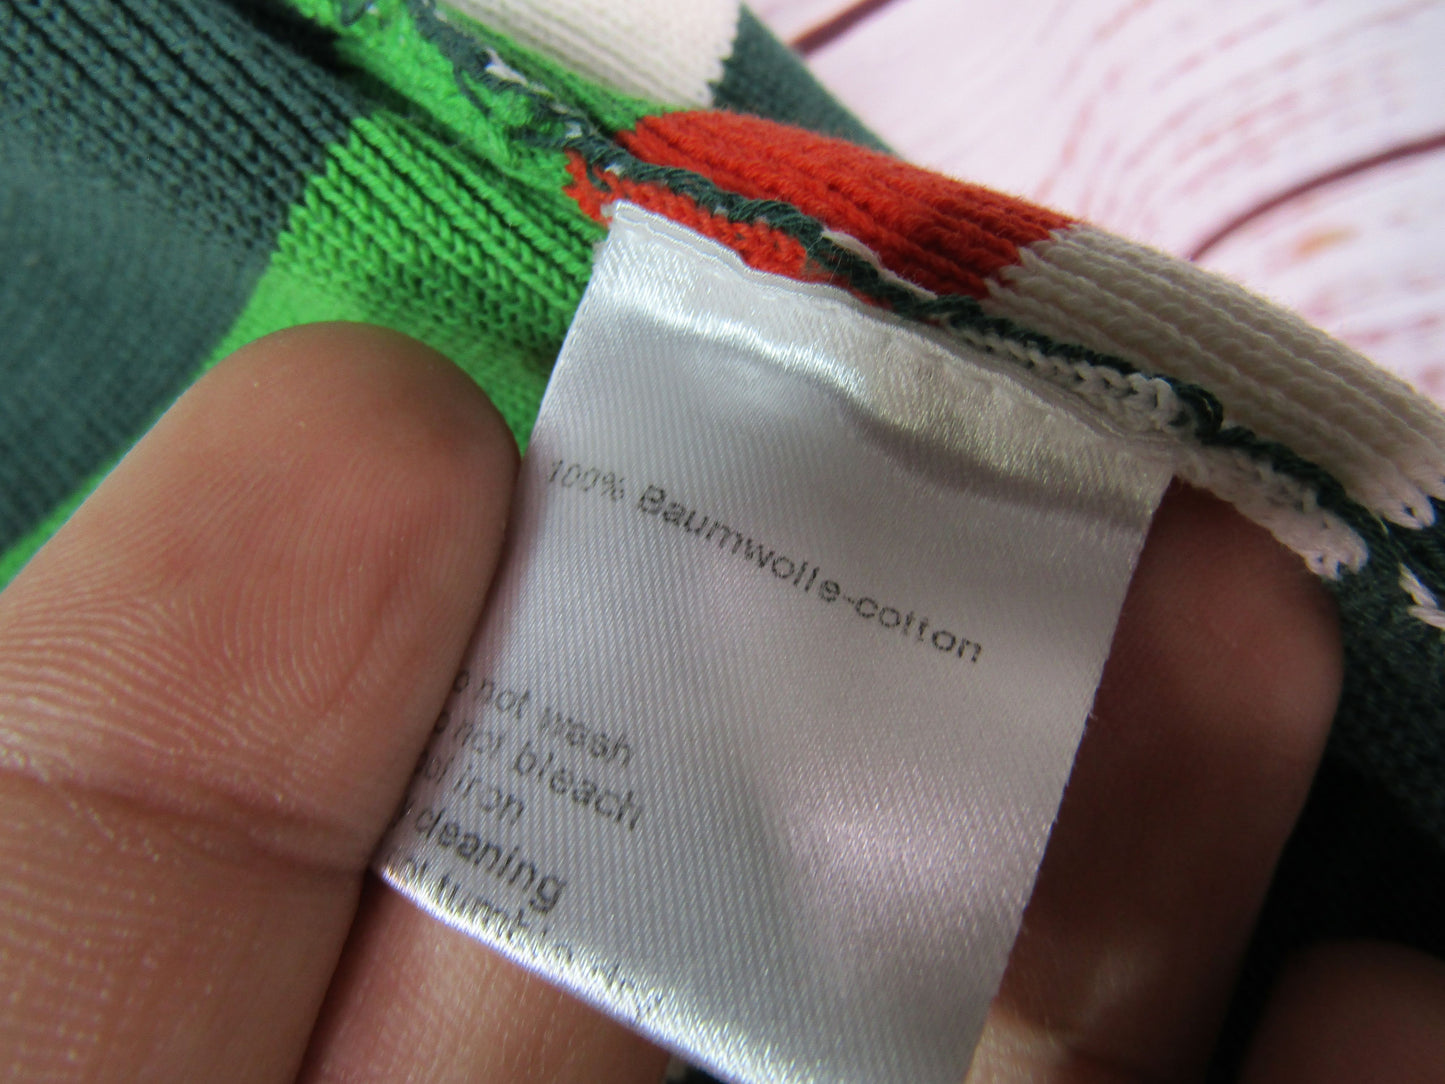 100% Baumwolle-cotton
not wash
not bleach
iron
cleaning